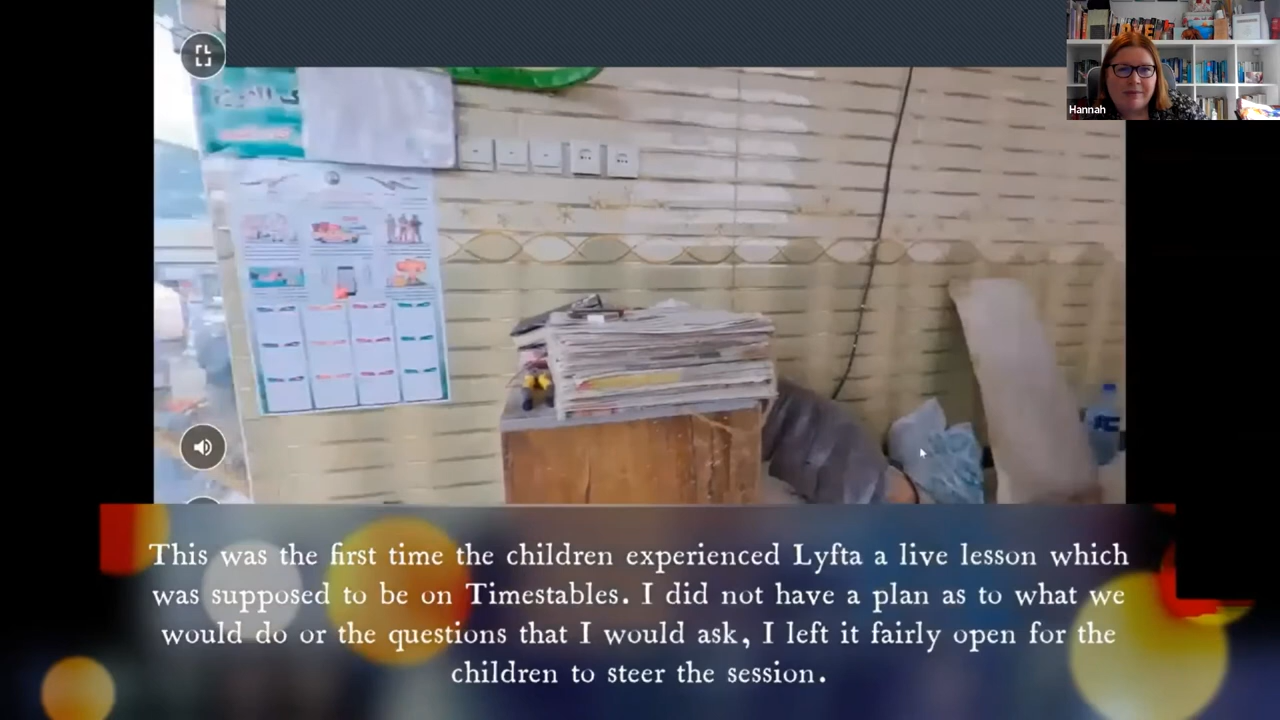 Hannah
This was the first time the children experienced Lyfta a live lesson which
was supposed to be on Timestables. I did not have a plan as to what we
would do or the questions that I would ask, I left it fairly open for the
children to steer the session.